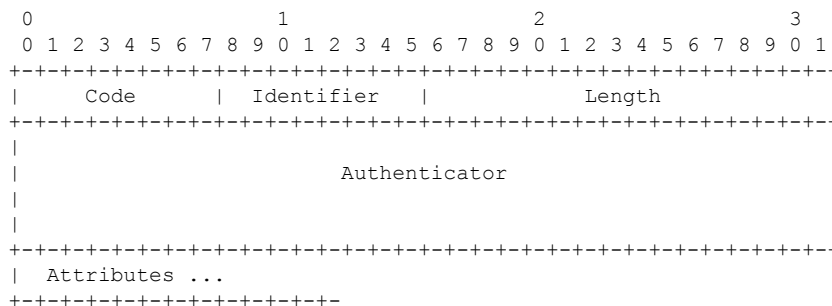 0                   1                   2                   3
 0 1 2 3 4 5 6 7 8 9 0 1 2 3 4 5 6 7 8 9 0 1 2 3 4 5 6 7 8 9 0 1
+-+-+-+-+-+-+-+-+-+-+-+-+-+-+-+-+-+-+-+-+-+-+-+-+-+-+-+-+-+-+-+-
|     Code      |  Identifier   |            Length
+-+-+-+-+-+-+-+-+-+-+-+-+-+-+-+-+-+-+-+-+-+-+-+-+-+-+-+-+-+-+-+-
|
|                         Authenticator
|
|
+-+-+-+-+-+-+-+-+-+-+-+-+-+-+-+-+-+-+-+-+-+-+-+-+-+-+-+-+-+-+-+-
|  Attributes ...
+-+-+-+-+-+-+-+-+-+-+-+-+-